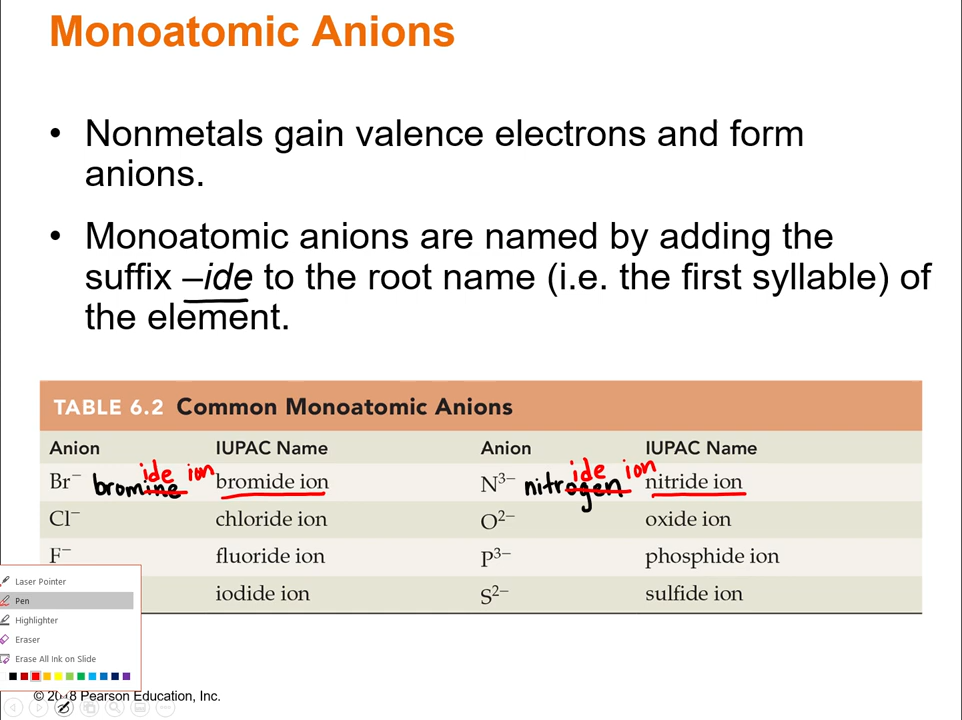 Monoatomic Anions
• Nonmetals gain valence electrons and form
anions.
• Monoatomic anions are named by adding the
suffix –ide to the root name (i.e. the first syllable) of
the element.
TABLE 6.2 Common Monoatomic Anions
Anion IUPAC Name Anion IUPAC Name
ide ion ide ion
Br⁻ bromine bromide ion N³⁻ nitrogen nitride ion
Cl⁻ chloride ion O²⁻ oxide ion
F⁻ fluoride ion P³⁻ phosphide ion
iodide ion S²⁻ sulfide ion
Laser Pointer
Pen
Highlighter
Eraser
Erase All Ink on Slide
© 2018 Pearson Education, Inc.